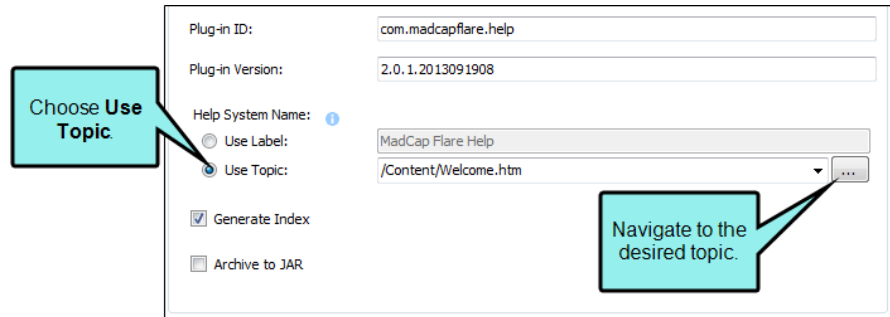 Plug-in ID:
com.madcapflare.help
Plug-in Version:
2.0.1.2013091908
Choose Use
Topic.
Help System Name:
Use Label:
MadCap Flare Help
Use Topic:
/Content/Welcome.htm
...
Generate Index
Navigate to the
desired topic.
Archive to JAR